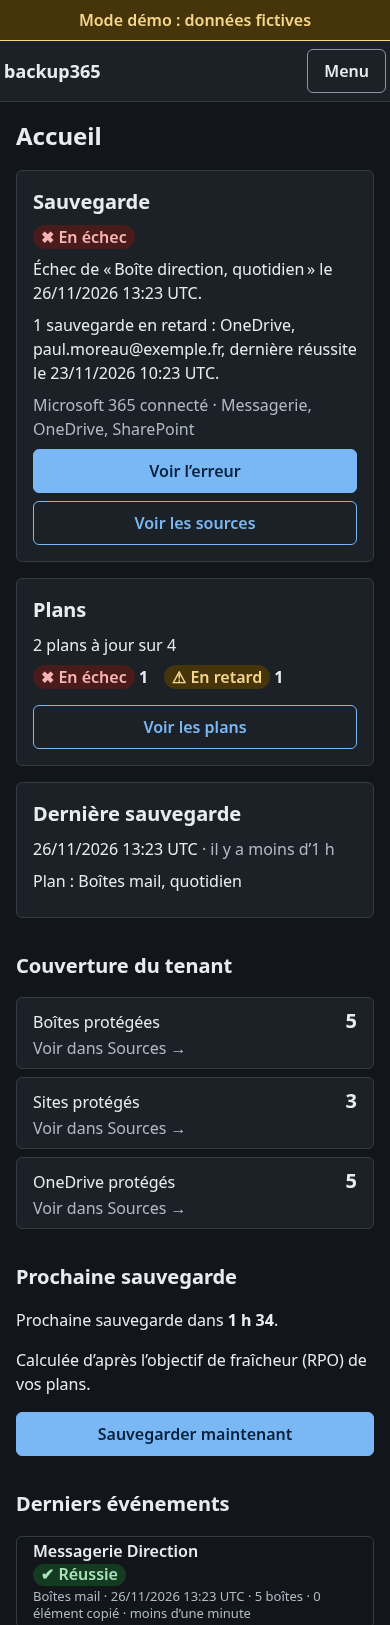 Mode démo : données fictives
backup365
Menu
Accueil
Sauvegarde
✖ En échec
Échec de « Boîte direction, quotidien » le
26/11/2026 13:23 UTC.
1 sauvegarde en retard : OneDrive,
paul.moreau@exemple.fr, dernière réussite
le 23/11/2026 10:23 UTC.
Microsoft 365 connecté · Messagerie,
OneDrive, SharePoint
Voir l’erreur
Voir les sources
Plans
2 plans à jour sur 4
✖ En échec 1 ⚠ En retard 1
Voir les plans
Dernière sauvegarde
26/11/2026 13:23 UTC · il y a moins d’1 h
Plan : Boîtes mail, quotidien
Couverture du tenant
Boîtes protégées 5
Voir dans Sources →
Sites protégés 3
Voir dans Sources →
OneDrive protégés 5
Voir dans Sources →
Prochaine sauvegarde
Prochaine sauvegarde dans 1 h 34.
Calculée d’après l’objectif de fraîcheur (RPO) de
vos plans.
Sauvegarder maintenant
Derniers événements
Messagerie Direction
✔ Réussie
Boîtes mail · 26/11/2026 13:23 UTC · 5 boîtes · 0
élément copié · moins d’une minute